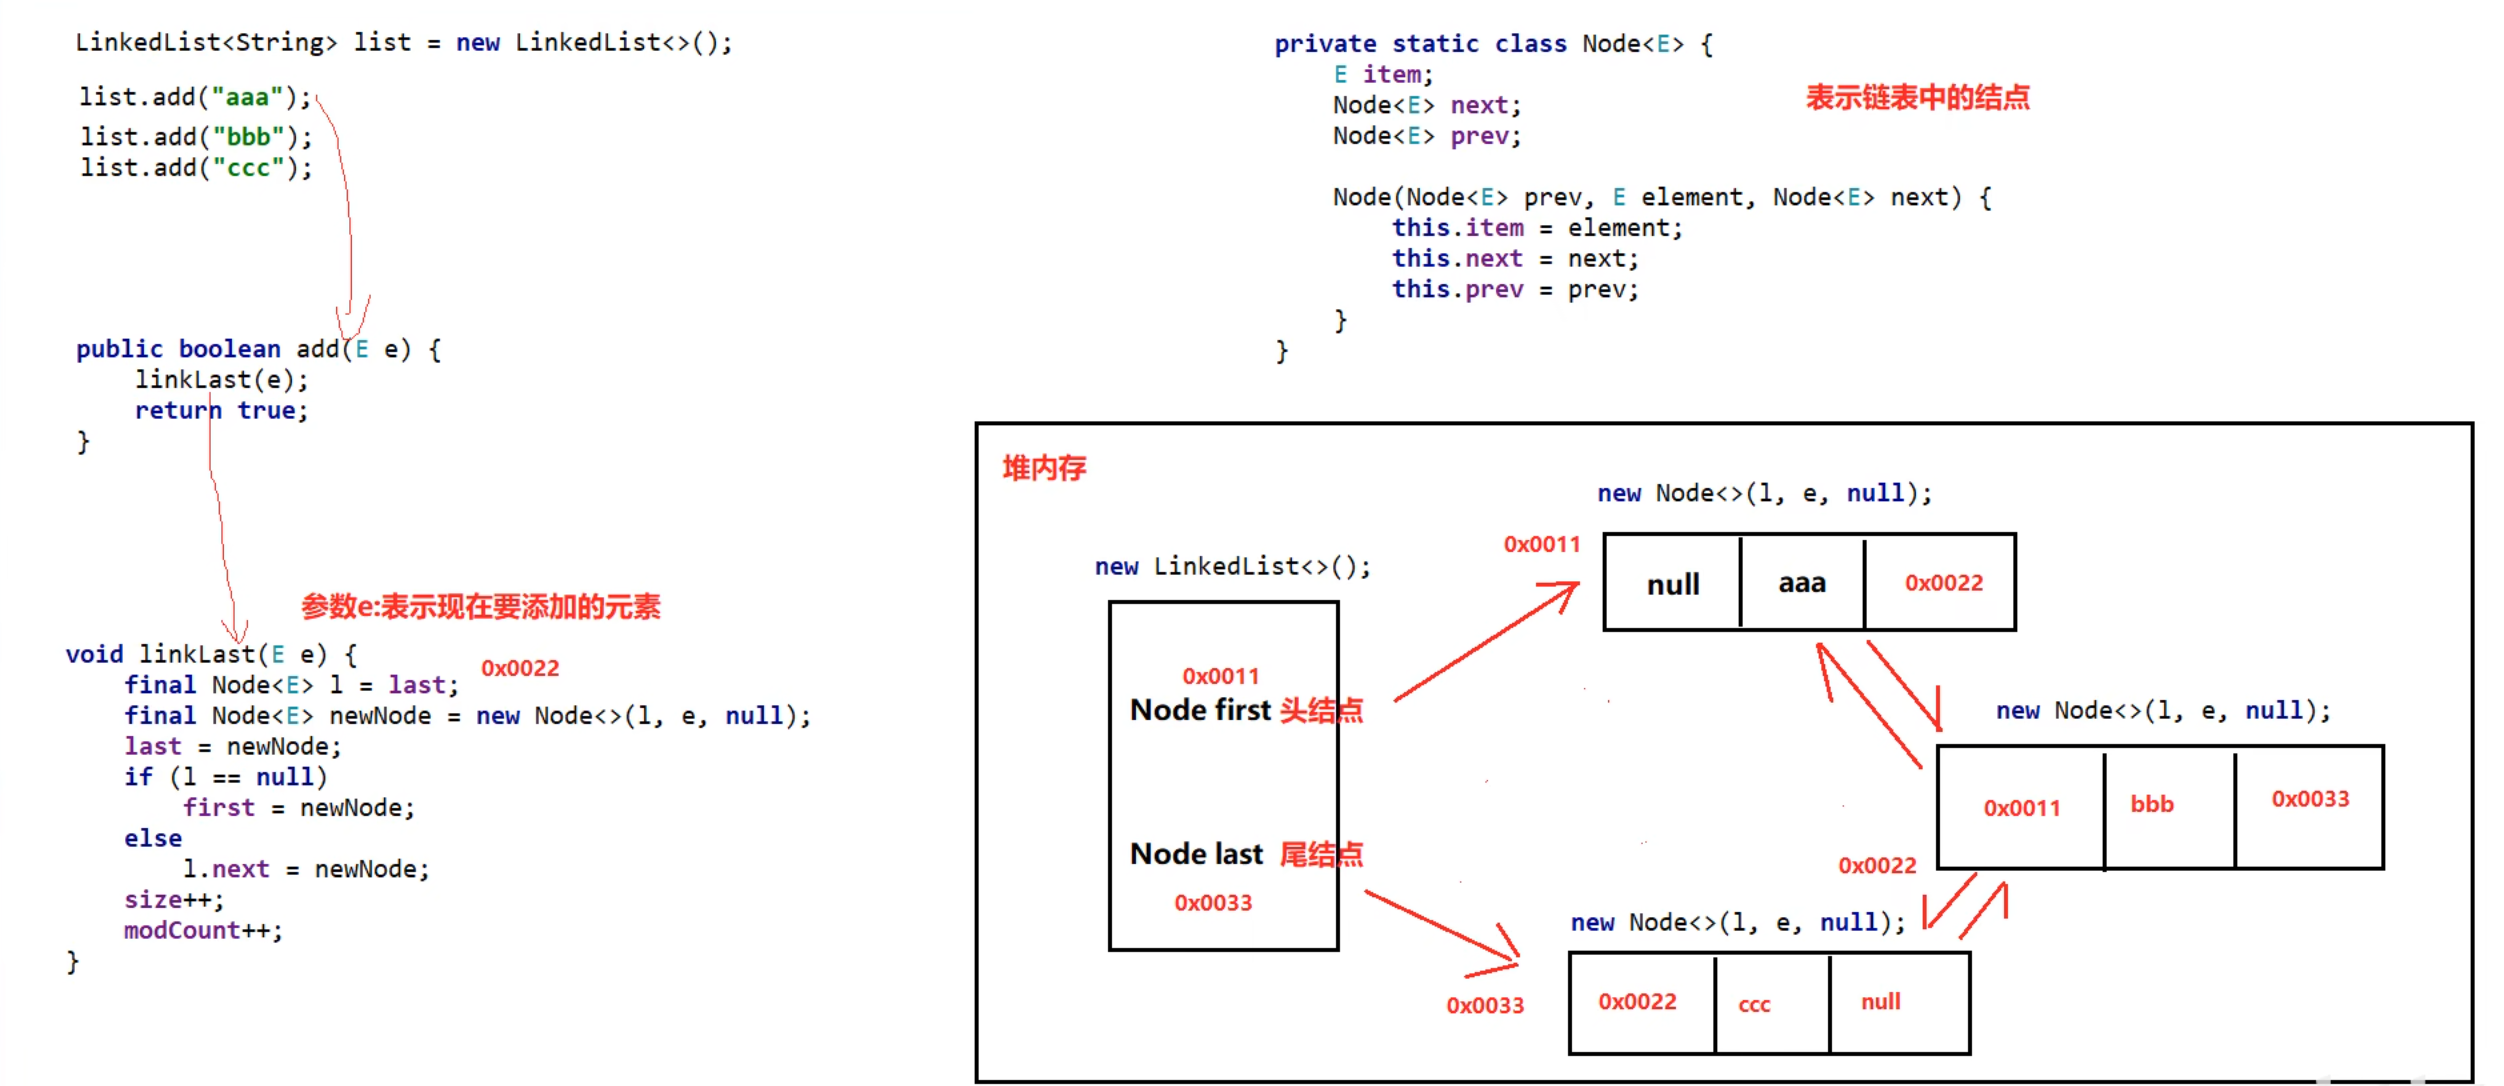 LinkedList<String> list = new LinkedList<>();
list.add("aaa");
list.add("bbb");
list.add("ccc");
public boolean add(E e) {
linkLast(e);
return true;
}
参数e:表示现在要添加的元素
void linkLast(E e) {
0x0022
final Node<E> l = last;
final Node<E> newNode = new Node<>(l, e, null);
last = newNode;
if (l == null)
first = newNode;
else
l.next = newNode;
size++;
modCount++;
}
private static class Node<E> {
E item;
Node<E> next;
Node<E> prev;
表示链表中的结点
Node(Node<E> prev, E element, Node<E> next) {
this.item = element;
this.next = next;
this.prev = prev;
}
}
堆内存
new LinkedList<>();
0x0011
Node first 头结点
Node last 尾结点
0x0033
new Node<>(l, e, null);
0x0011
null aaa 0x0022
new Node<>(l, e, null);
0x0011 bbb 0x0033
0x0022
new Node<>(l, e, null);
0x0033
0x0022 ccc null